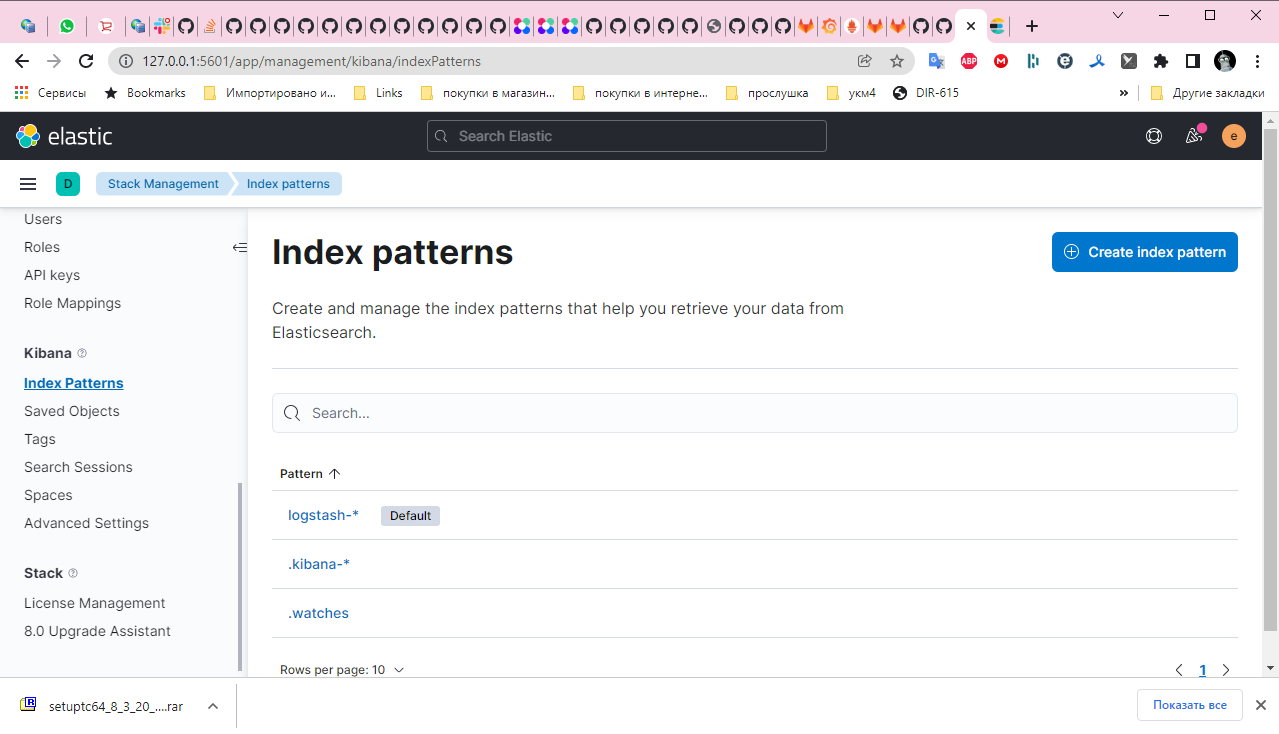 127.0.0.1:5601/app/management/kibana/indexPatterns
Сервисы Bookmarks Импортировано и... Links покупки в магазин... покупки в интерне... прослушка укм4 DIR-615 » Другие закладки
elastic Search Elastic e
D Stack Management Index patterns
Users
Roles
API keys
Role Mappings
Kibana
Index Patterns
Saved Objects
Tags
Search Sessions
Spaces
Advanced Settings
Stack
License Management
8.0 Upgrade Assistant
Index patterns
Create index pattern
Create and manage the index patterns that help you retrieve your data from
Elasticsearch.
Search...
Pattern
logstash-* Default
.kibana-*
.watches
Rows per page: 10
1
setuptc64_8_3_20_....rar
Показать все